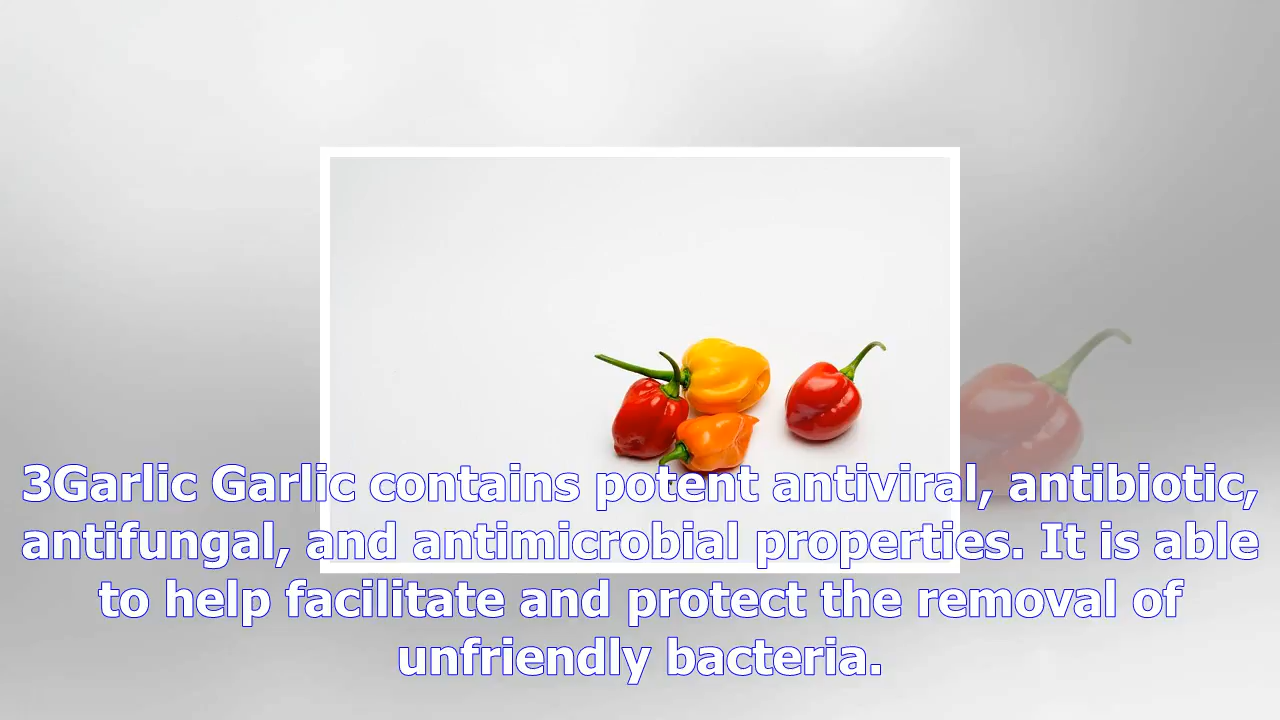 3Garlic Garlic contains potent antiviral, antibiotic,
antifungal, and antimicrobial properties. It is able
to help facilitate and protect the removal of
unfriendly bacteria.